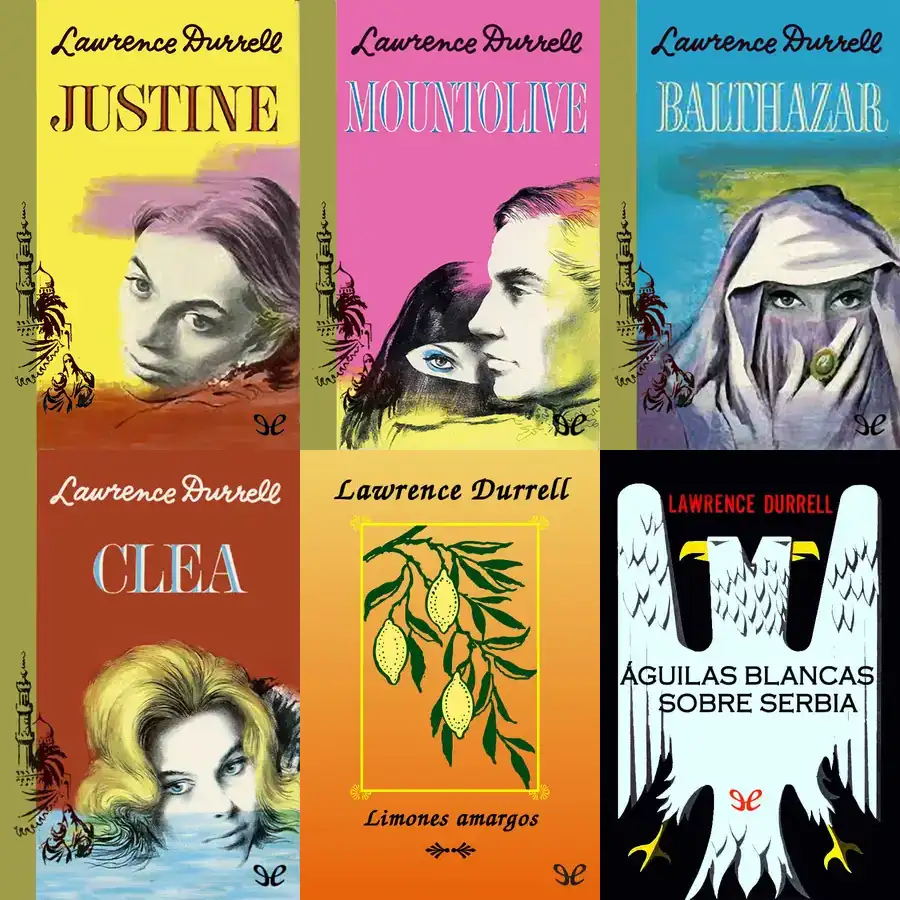 Lawrence Durrell
JUSTINE
Lawrence Durrell
MOUNTOLIVE
Lawrence Durrell
BALTHAZAR
Lawrence Durrell
CLEA
Lawrence Durrell
Limones amargos
LAWRENCE DURRELL
ÁGUILAS BLANCAS
SOBRE SERBIA